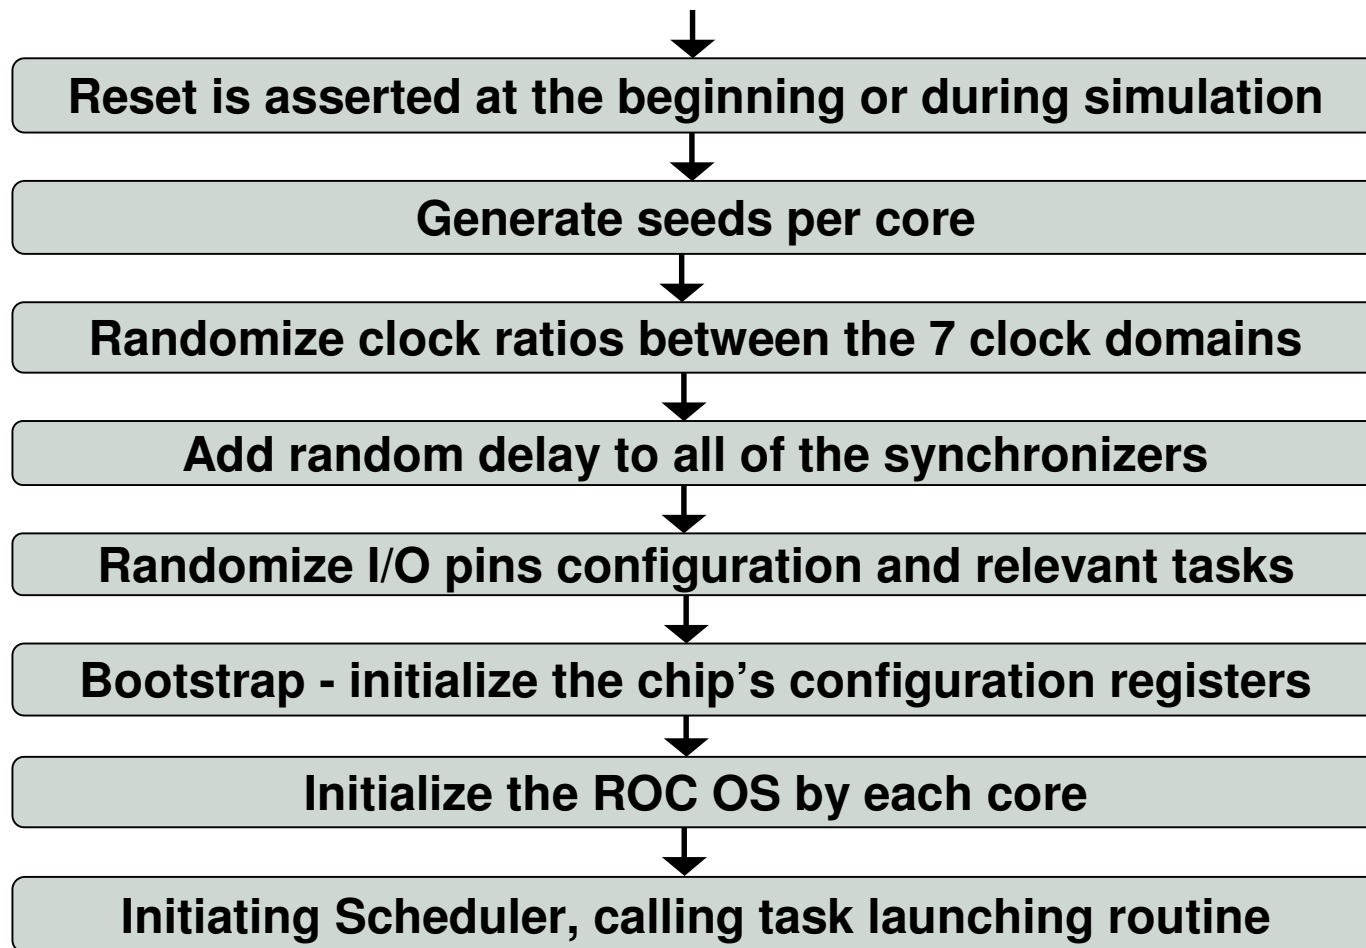 Reset is asserted at the beginning or during simulation
Generate seeds per core
Randomize clock ratios between the 7 clock domains
Add random delay to all of the synchronizers
Randomize I/O pins configuration and relevant tasks
Bootstrap - initialize the chip’s configuration registers
Initialize the ROC OS by each core
Initiating Scheduler, calling task launching routine